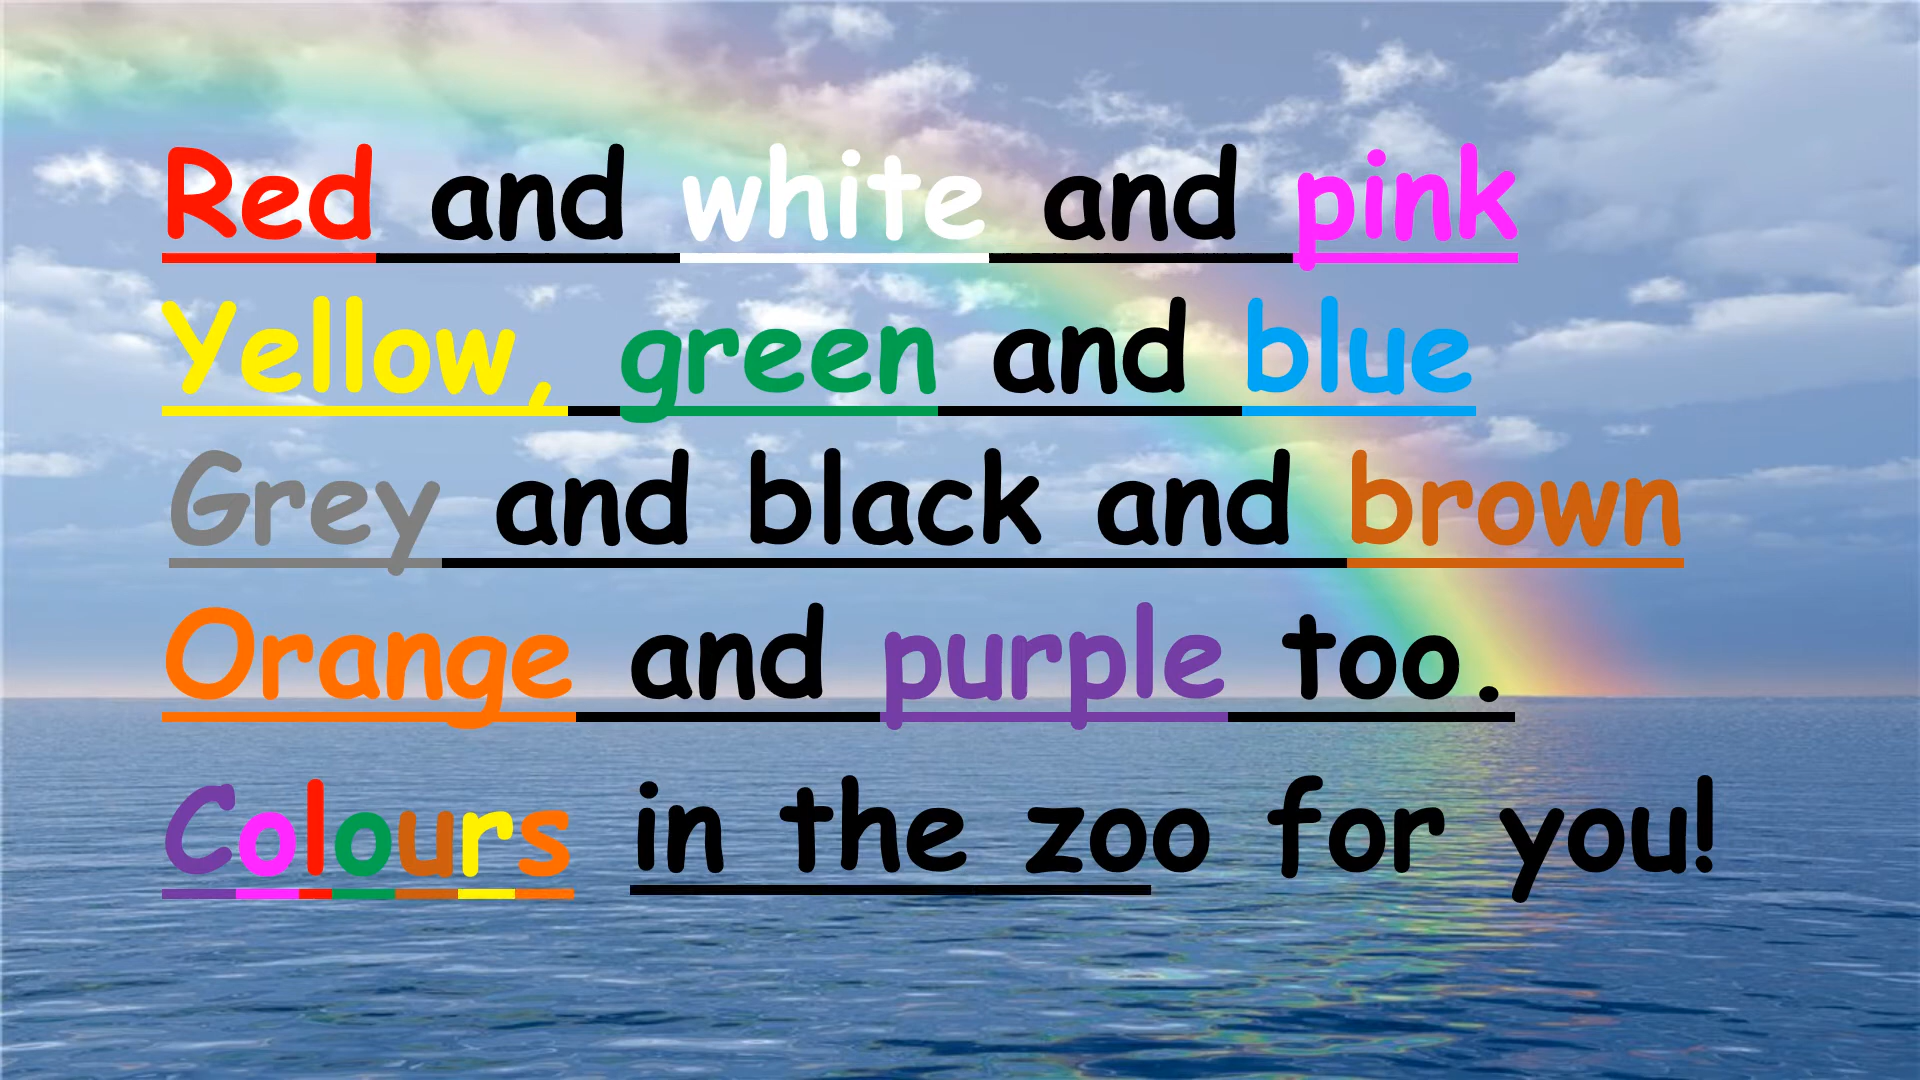 Red and white and pink
Yellow, green and blue
Grey and black and brown
Orange and purple too.
Colours in the zoo for you!